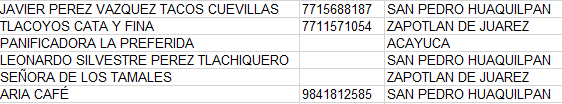 JAVIER PEREZ VAZQUEZ TACOS CUEVILLAS 7715688187 SAN PEDRO HUAQUILPAN
TLACOYOS CATA Y FINA 7711571054 ZAPOTLAN DE JUAREZ
PANIFICADORA LA PREFERIDA ACAYUCA
LEONARDO SILVESTRE PEREZ TLACHIQUERO SAN PEDRO HUAQUILPAN
SEÑORA DE LOS TAMALES ZAPOTLAN DE JUAREZ
ARIA CAFÉ 9841812585 SAN PEDRO HUAQUILPAN